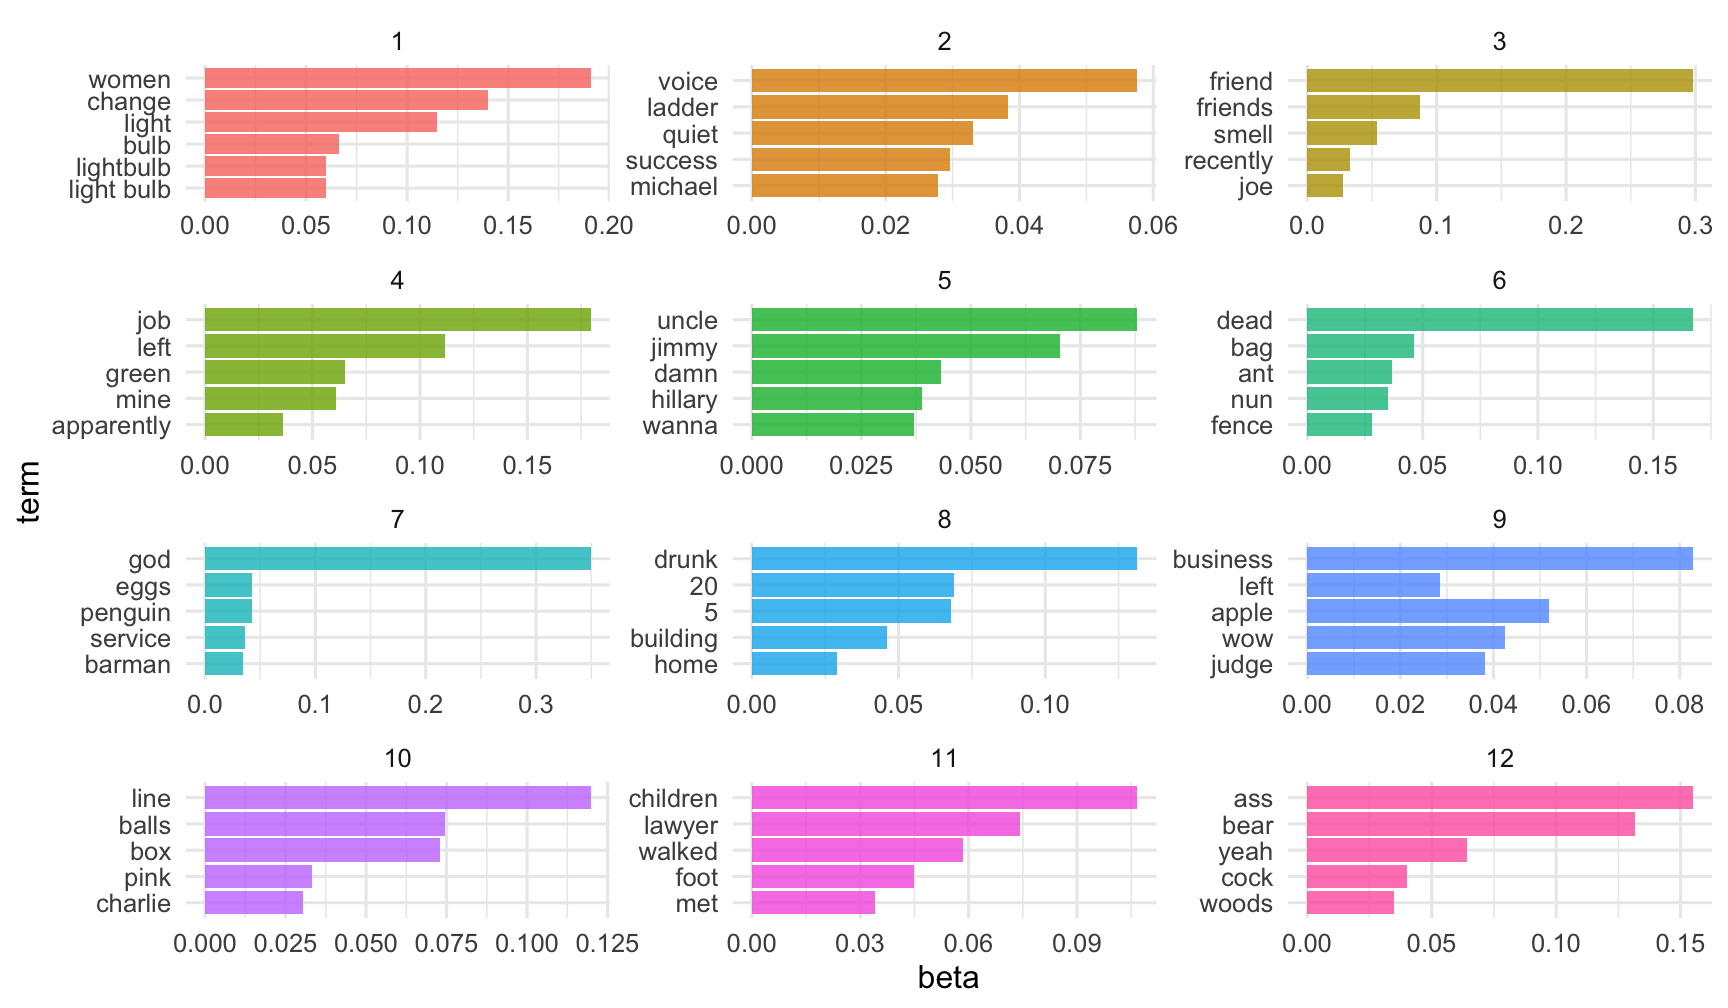 1
women
change
light
bulb
lightbulb
light bulb
0.00 0.05 0.10 0.15 0.20
2
voice
ladder
quiet
success
michael
0.00 0.02 0.04 0.06
3
friend
friends
smell
recently
joe
0.0 0.1 0.2 0.3
4
job
left
green
mine
apparently
0.00 0.05 0.10 0.15
5
uncle
jimmy
damn
hillary
wanna
0.000 0.025 0.050 0.075
6
dead
bag
ant
nun
fence
0.00 0.05 0.10 0.15
term
7
god
eggs
penguin
service
barman
0.0 0.1 0.2 0.3
8
drunk
20
5
building
home
0.00 0.05 0.10
9
business
left
apple
wow
judge
0.00 0.02 0.04 0.06 0.08
10
line
balls
box
pink
charlie
0.000 0.025 0.050 0.075 0.100 0.125
11
children
lawyer
walked
foot
met
0.00 0.03 0.06 0.09
12
ass
bear
yeah
cock
woods
0.00 0.05 0.10 0.15
beta